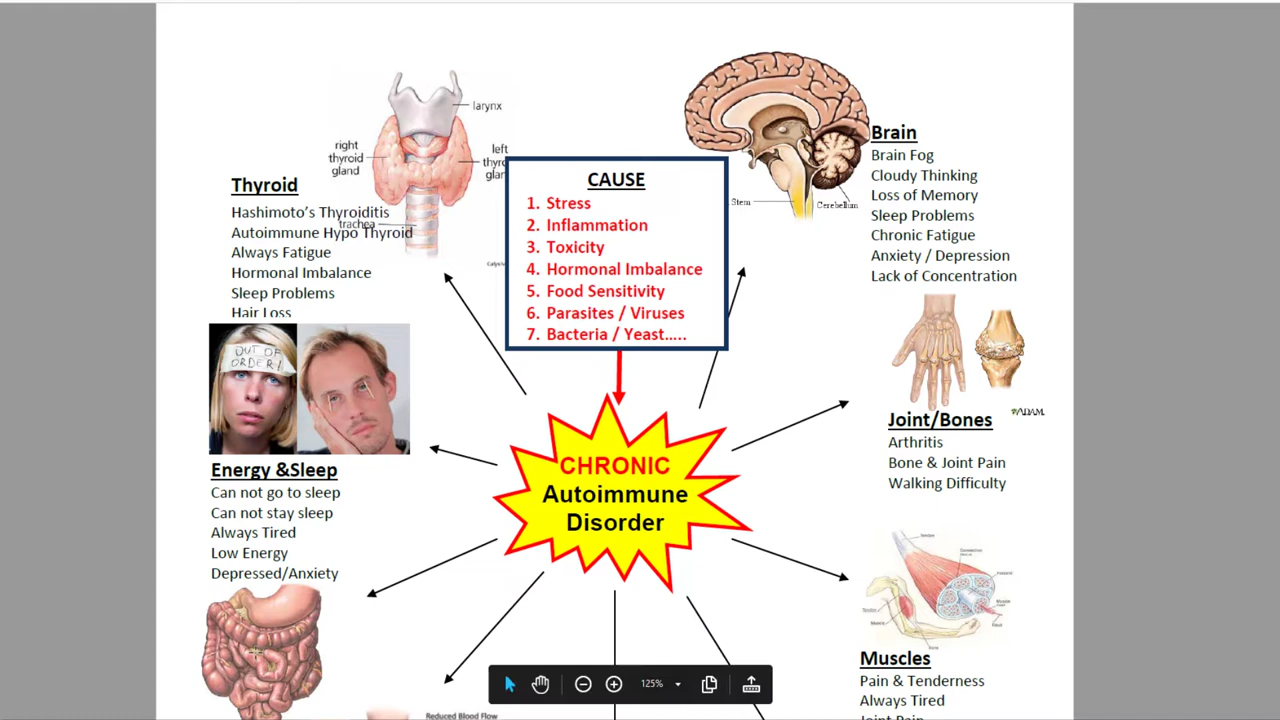 larynx
right
thyroid
gland
left
thyro
gland
trachea
Thyroid
Hashimoto's Thyroiditis
Autoimmune Hypo Thyroid
Always Fatigue
Hormonal Imbalance
Sleep Problems
Hair Loss
CAUSE
1. Stress
2. Inflammation
3. Toxicity
4. Hormonal Imbalance
5. Food Sensitivity
6. Parasites / Viruses
7. Bacteria / Yeast.....
Stem
Cerebellum
Brain
Brain Fog
Cloudy Thinking
Loss of Memory
Sleep Problems
Chronic Fatigue
Anxiety / Depression
Lack of Concentration
OUT OF
ORDER!
Energy &Sleep
Can not go to sleep
Can not stay sleep
Always Tired
Low Energy
Depressed/Anxiety
CHRONIC
Autoimmune
Disorder
ADAM.
Joint/Bones
Arthritis
Bone & Joint Pain
Walking Difficulty
Muscles
Pain & Tenderness
Always Tired
Joint Pain
125%
Reduced Blood Flow